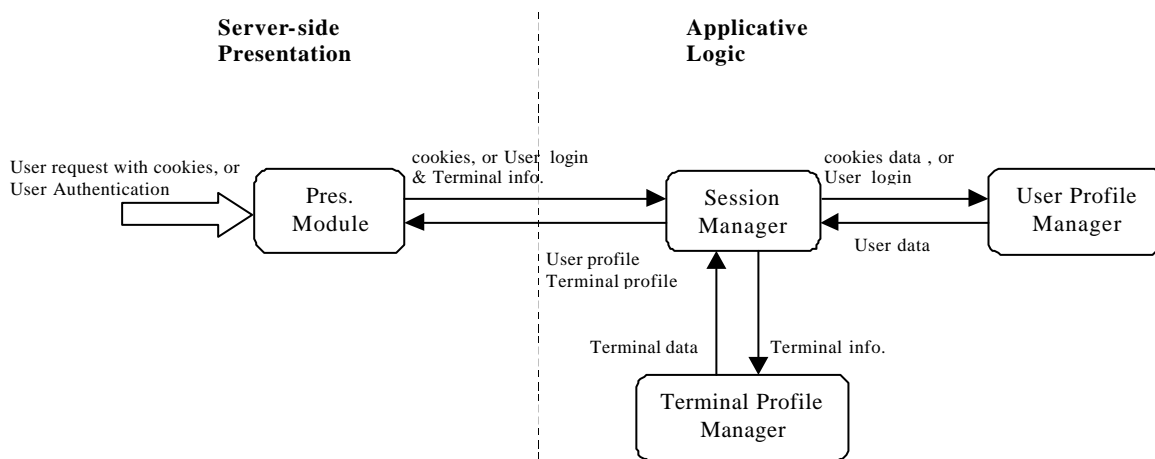 Server-side
Presentation
Applicative
Logic
User request with cookies, or
User Authentication
Pres.
Module
cookies, or User login
& Terminal info.
Session
Manager
cookies data , or
User login
User Profile
Manager
User data
User profile
Terminal profile
Terminal data
Terminal info.
Terminal Profile
Manager